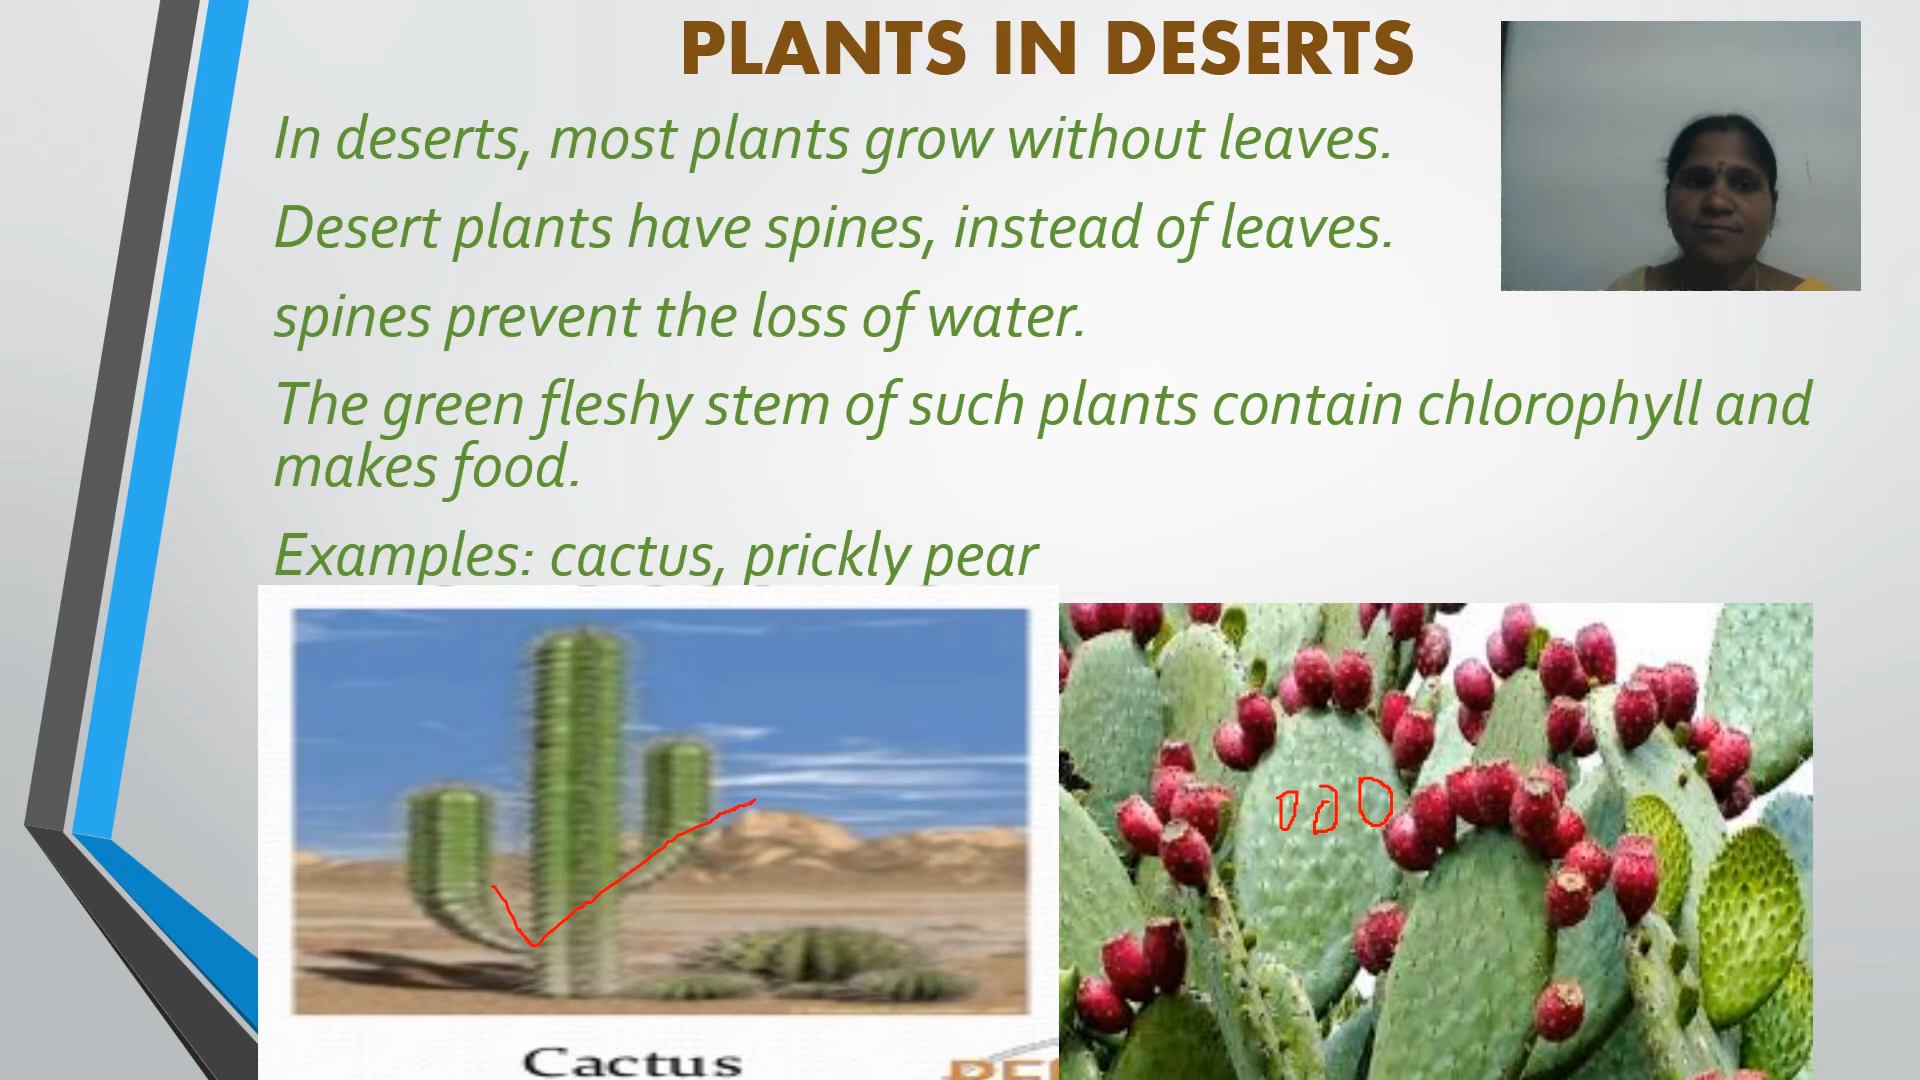 PLANTS IN DESERTS
In deserts, most plants grow without leaves.
Desert plants have spines, instead of leaves.
spines prevent the loss of water.
The green fleshy stem of such plants contain chlorophyll and
makes food.
Examples: cactus, prickly pear
Cactus